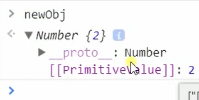 > newObj
<· ▼ Number {2} i
▶ __proto__: Number
[[PrimitiveValue]]: 2
>